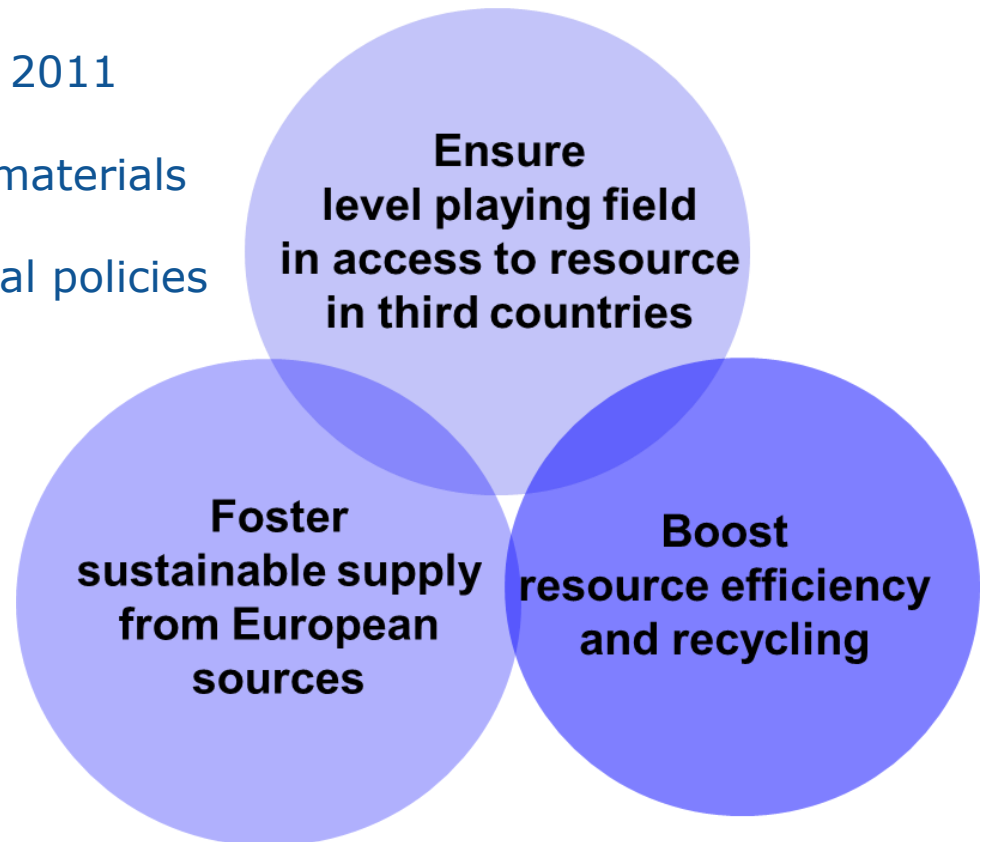 2011
materials
al policies
Ensure
level playing field
in access to resource
in third countries
Foster
sustainable supply
from European
sources
Boost
resource efficiency
and recycling